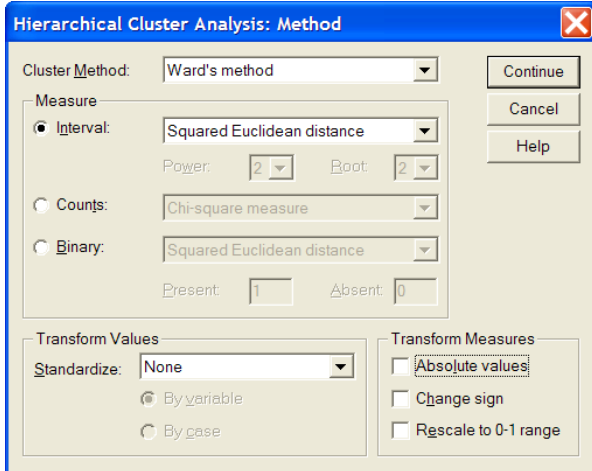 Hierarchical Cluster Analysis: Method
Cluster Method: Ward's method
Continue
Cancel
Help
Measure
Interval: Squared Euclidean distance
Power: 2 Root: 2
Counts: Chi-square measure
Binary: Squared Euclidean distance
Present: 1 Absent: 0
Transform Values
Standardize: None
By variable
By case
Transform Measures
Absolute values
Change sign
Rescale to 0-1 range